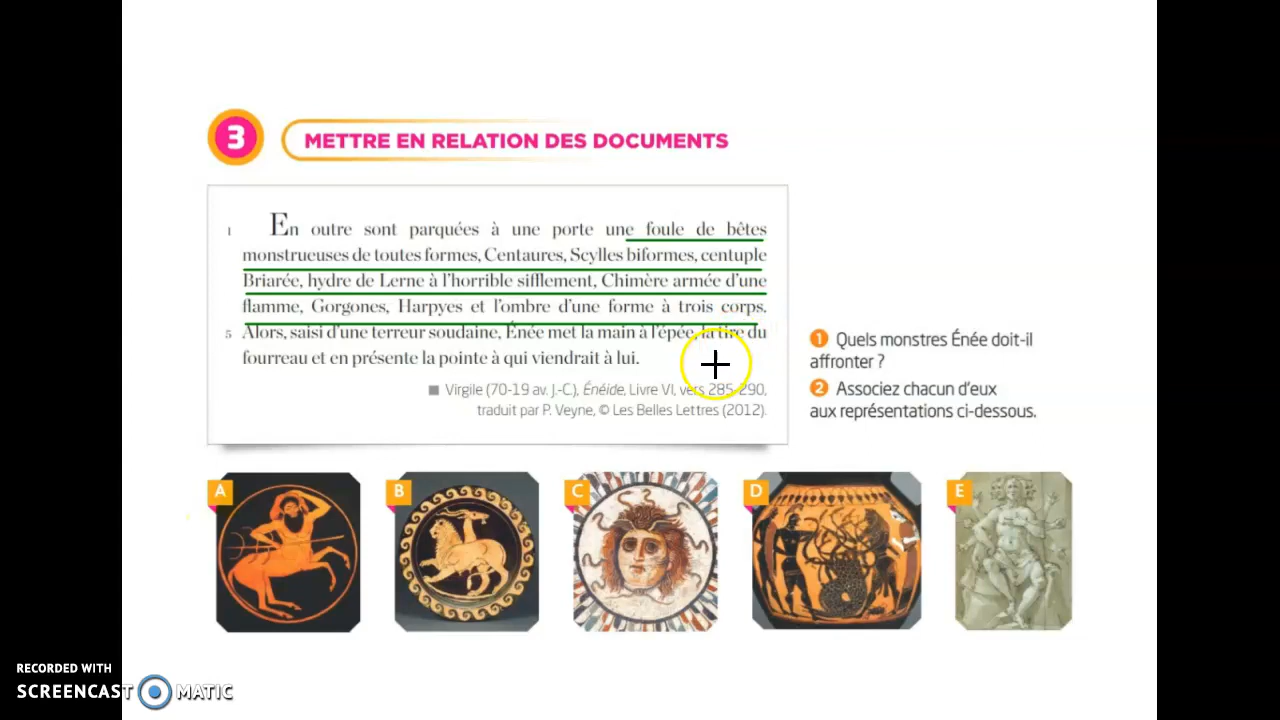 3
METTRE EN RELATION DES DOCUMENTS
1 En outre sont parquées à une porte une foule de bêtes
monstrueuses de toutes formes, Centaures, Scylles biformes, centuple
Briarée, hydre de Lerne à l'horrible sifflement, Chimère armée d'une
flamme, Gorgones, Harpyes et l'ombre d'une forme à trois corps.
5 Alors, saisi d'une terreur soudaine, Énée met la main à l'épée, la tire du
fourreau et en présente la pointe à qui viendrait à lui.
■ Virgile (70-19 av. J.-C.), Énéide, Livre VI, vers 285-290,
traduit par P. Veyne, © Les Belles Lettres (2012).
1 Quels monstres Énée doit-il
affronter ?
2 Associez chacun d'eux
aux représentations ci-dessous.
A
B
C
D
E
RECORDED WITH
SCREENCAST MATIC